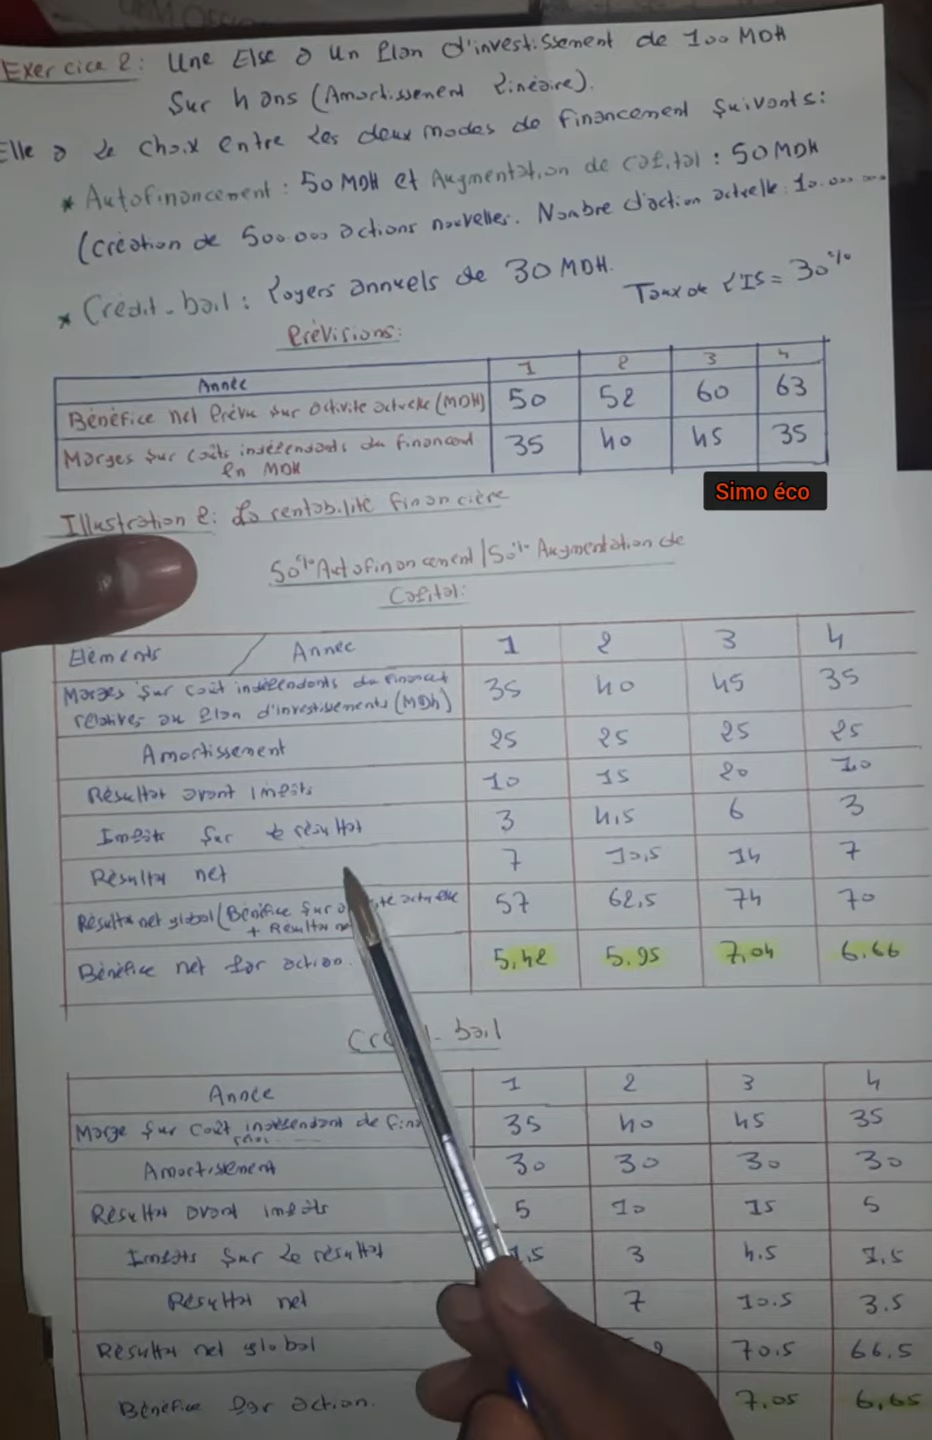 Exercice 2: Une Else a un plan d'investissement de 100 MDH
Sur 4 ans (Amortissement linéaire).
Elle a le choix entre les deux modes de financement suivants:
* Autofinancement: 50 MDH et Augmentation de capital: 50 MDH
(Création de 500.000 actions nouvelles. Nombre d'action actuelle: 10.000.000
* Crédit-bail: loyers annuels de 30 MDH. Taux de l'IS = 30%
Prévisions:
Année 1 2 3 4
Bénéfice net Prévu sur activité actuelle (MDH) 50 52 60 63
Marges sur coûts indépendants du financement en MDH 35 40 45 35
Simo éco
Illustration 2: La rentabilité financière
50% Autofinancement / 50% Augmentation de
Capital:
Eléments / Année 1 2 3 4
Marges sur coût indépendants du financet
relatives au plan d'investissements (MDh) 35 40 45 35
Amortissement 25 25 25 25
Résultat avant impôts 10 15 20 10
Impôts sur le résultat 3 4,5 6 3
Résultat net 7 10,5 14 7
Résultat net global (Bénéfice sur actuelle
+ Résultat 57 62,5 74 70
Bénéfice net par action. 5,42 5.95 7,04 6,66
bail
Année 1 2 3 4
Marge sur coût indépendant de 35 40 45 35
Amortissement 30 30 30 30
Résultat avant impôts 5 10 15 5
Impôts sur le résultat 3 4.5 1,5
Résultat net 7 10.5 3.5
Résultat net global 70.5 66.5
Bénéfice par action. 7,05 6,65